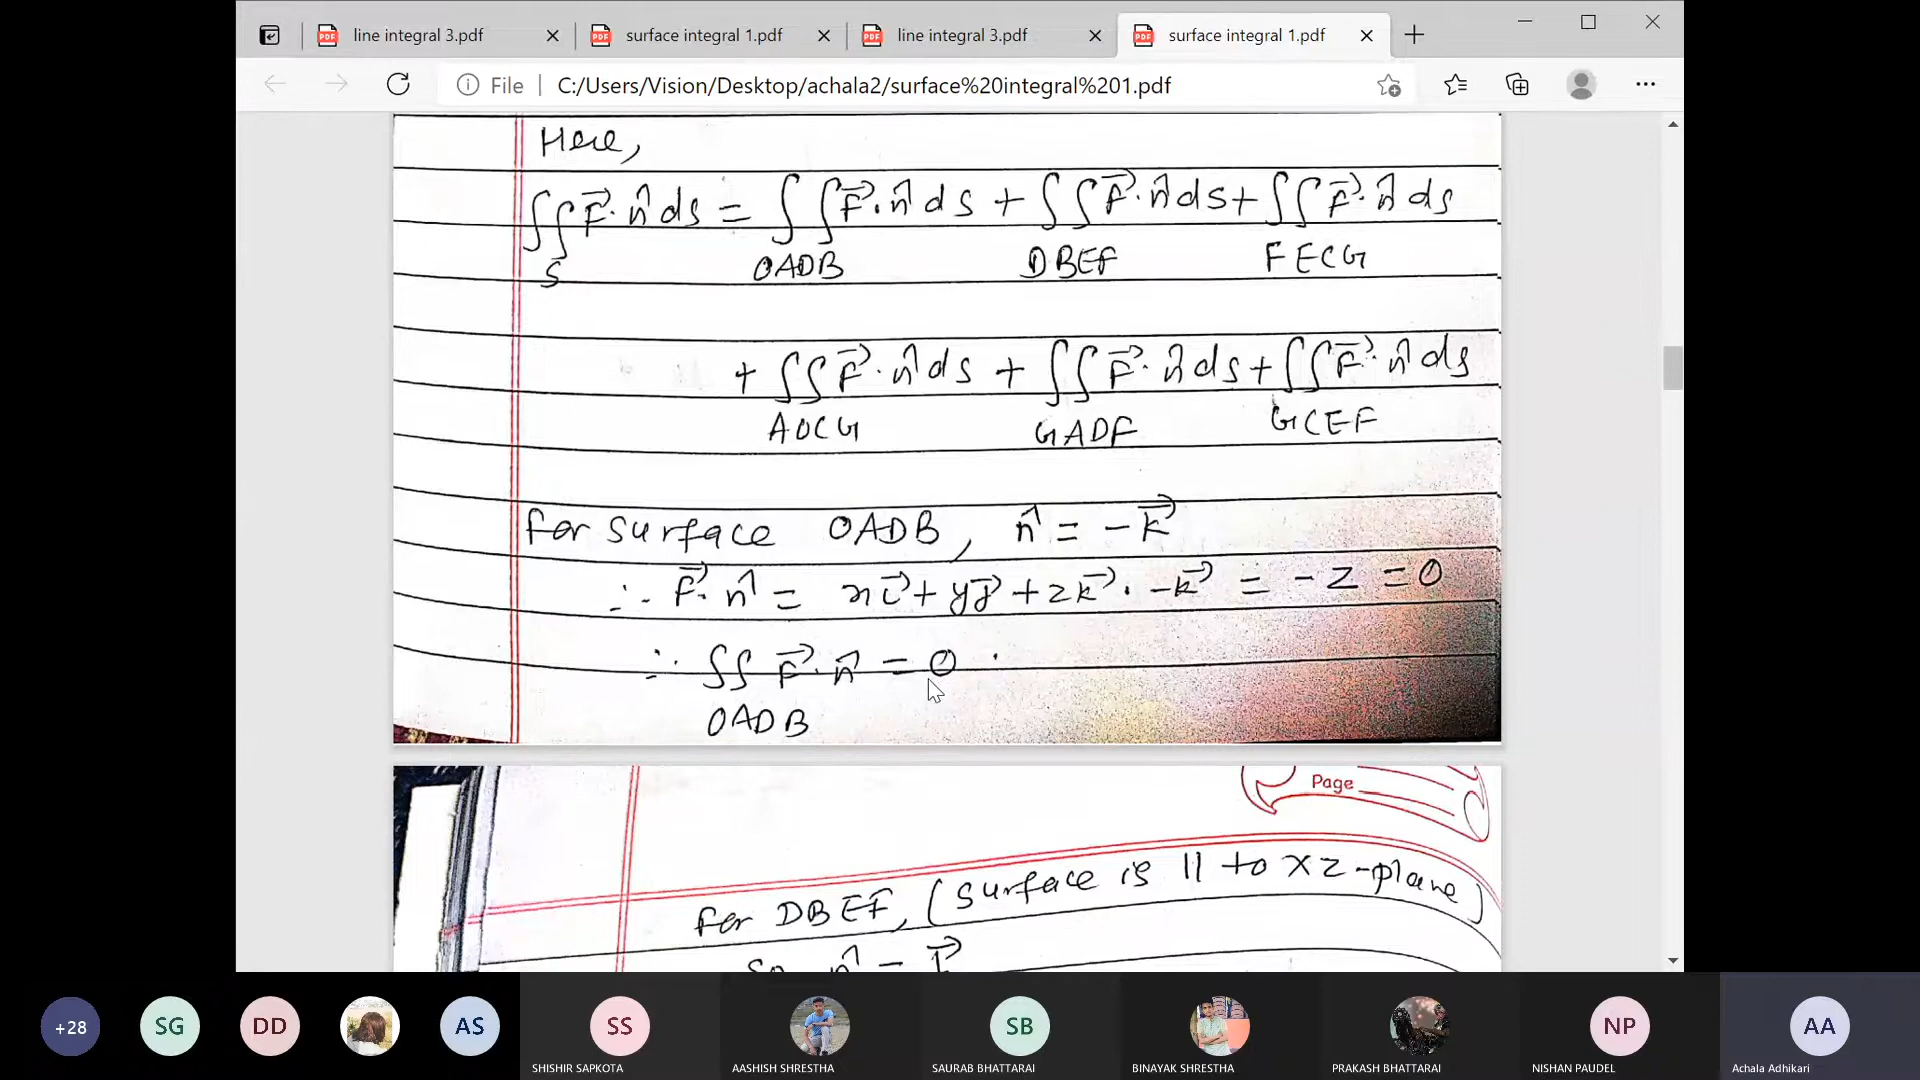 line integral 3.pdf
surface integral 1.pdf
line integral 3.pdf
surface integral 1.pdf
File
C:/Users/Vision/Desktop/achala2/surface%20integral%201.pdf
Here,
∫∫ F⃗. n̂ ds = ∫∫ F⃗. n̂ ds + ∫∫ F⃗. n̂ ds + ∫∫ F⃗. n̂ ds
S OADB DBEF FECG
+ ∫∫ F⃗. n̂ ds + ∫∫ F⃗. n̂ ds + ∫∫ F⃗. n̂ ds
AOCG GADF GCEF
for surface OADB, n̂ = -k⃗
∴ F⃗. n̂ = xi⃗ + yj⃗ + zk⃗ . -k⃗ = -z = 0
∴ ∫∫ F⃗. n̂ = 0.
OADB
Page
for DBEF, (surface is || to xz-plane)
+28
SG
DD
AS
SS
SB
NP
AA
SHISHIR SAPKOTA
AASHISH SHRESTHA
SAURAB BHATTARAI
BINAYAK SHRESTHA
PRAKASH BHATTARAI
NISHAN PAUDEL
Achala Adhikari